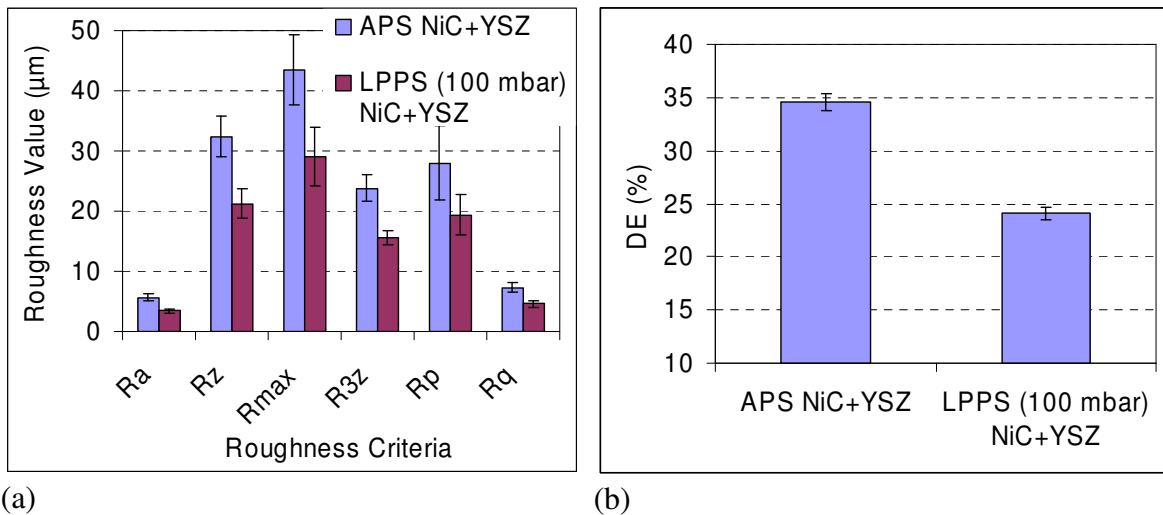 Roughness Value (µm)
50
40
30
20
10
0
APS NiC+YSZ
LPPS (100 mbar)
NiC+YSZ
Ra
Rz
Rmax
R3z
Rp
Rq
Roughness Criteria
(a)
DE (%)
40
35
30
25
20
15
10
APS NiC+YSZ
LPPS (100 mbar)
NiC+YSZ
(b)